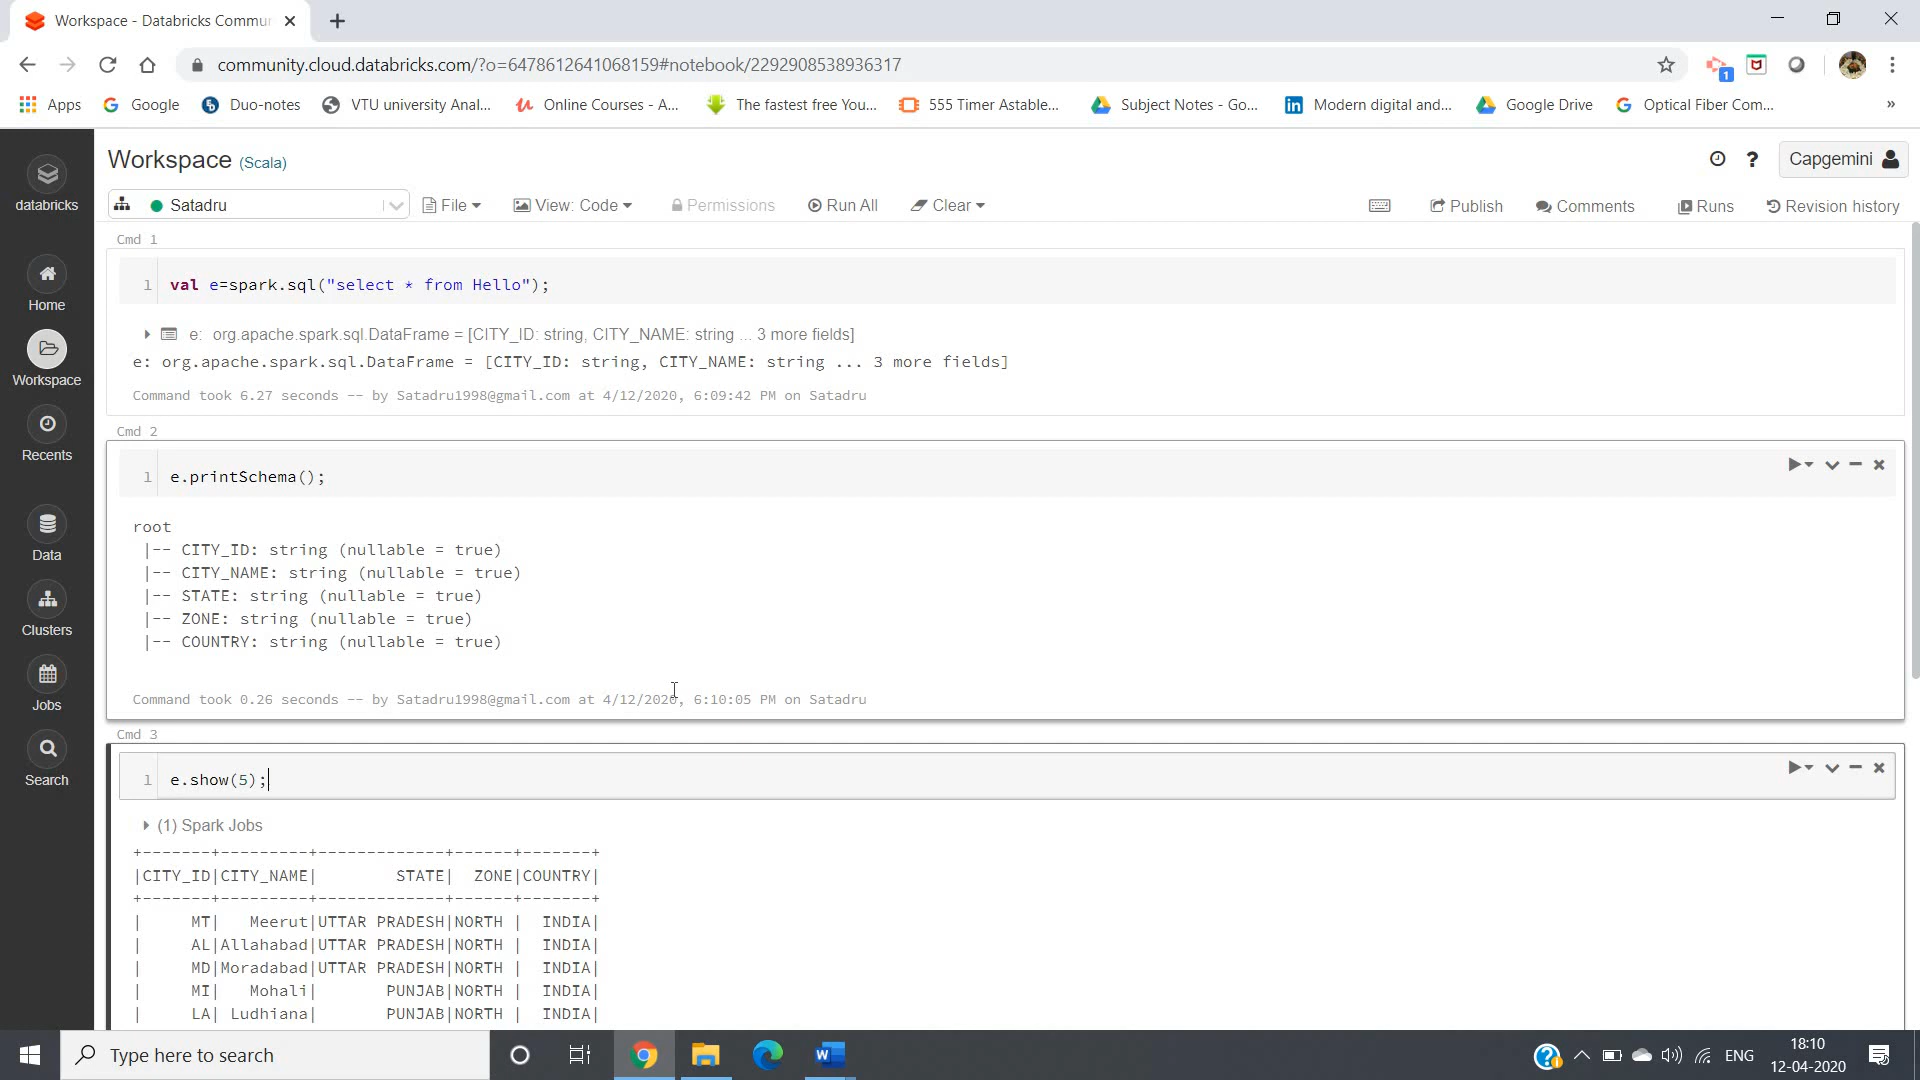 Workspace - Databricks Commu
community.cloud.databricks.com/?o=6478612641068159#notebook/2292908538936317
1
Apps Google Duo-notes VTU university Anal... Online Courses - A... The fastest free You... 555 Timer Astable... Subject Notes - Go... Modern digital and... Google Drive Optical Fiber Com... »
Workspace (Scala) ? Capgemini
databricks
Home
Workspace
Recents
Data
Clusters
Jobs
Search
Satadru File View: Code Permissions Run All Clear Publish Comments Runs Revision history
Cmd 1
1 val e=spark.sql("select * from Hello");
e: org.apache.spark.sql.DataFrame = [CITY_ID: string, CITY_NAME: string ... 3 more fields]
e: org.apache.spark.sql.DataFrame = [CITY_ID: string, CITY_NAME: string ... 3 more fields]
Command took 6.27 seconds -- by Satadru1998@gmail.com at 4/12/2020, 6:09:42 PM on Satadru
Cmd 2
1 e.printSchema();
root
|-- CITY_ID: string (nullable = true)
|-- CITY_NAME: string (nullable = true)
|-- STATE: string (nullable = true)
|-- ZONE: string (nullable = true)
|-- COUNTRY: string (nullable = true)
Command took 0.26 seconds -- by Satadru1998@gmail.com at 4/12/2020, 6:10:05 PM on Satadru
Cmd 3
1 e.show(5);
(1) Spark Jobs
+-------+---------+-------------+------+-------+
|CITY_ID|CITY_NAME|        STATE|  ZONE|COUNTRY|
+-------+---------+-------------+------+-------+
|     MT|   Meerut|UTTAR PRADESH|NORTH |  INDIA|
|     AL|Allahabad|UTTAR PRADESH|NORTH |  INDIA|
|     MD|Moradabad|UTTAR PRADESH|NORTH |  INDIA|
|     MI|   Mohali|       PUNJAB|NORTH |  INDIA|
|     LA| Ludhiana|       PUNJAB|NORTH |  INDIA|
Type here to search
ENG
18:10
12-04-2020